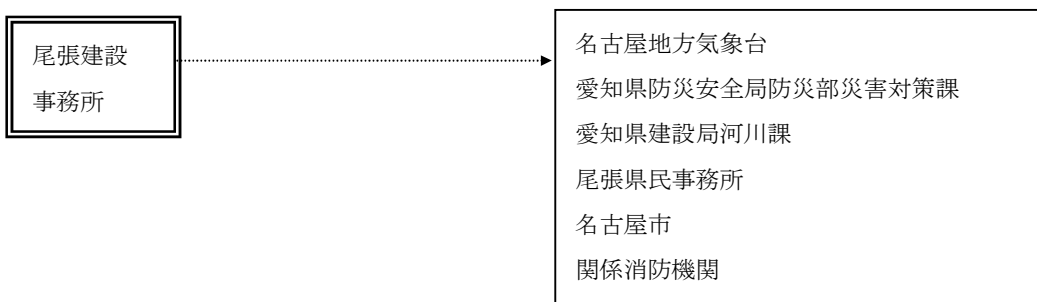 尾張建設
事務所
名古屋地方気象台
愛知県防災安全局防災部災害対策課
愛知県建設局河川課
尾張県民事務所
名古屋市
関係消防機関